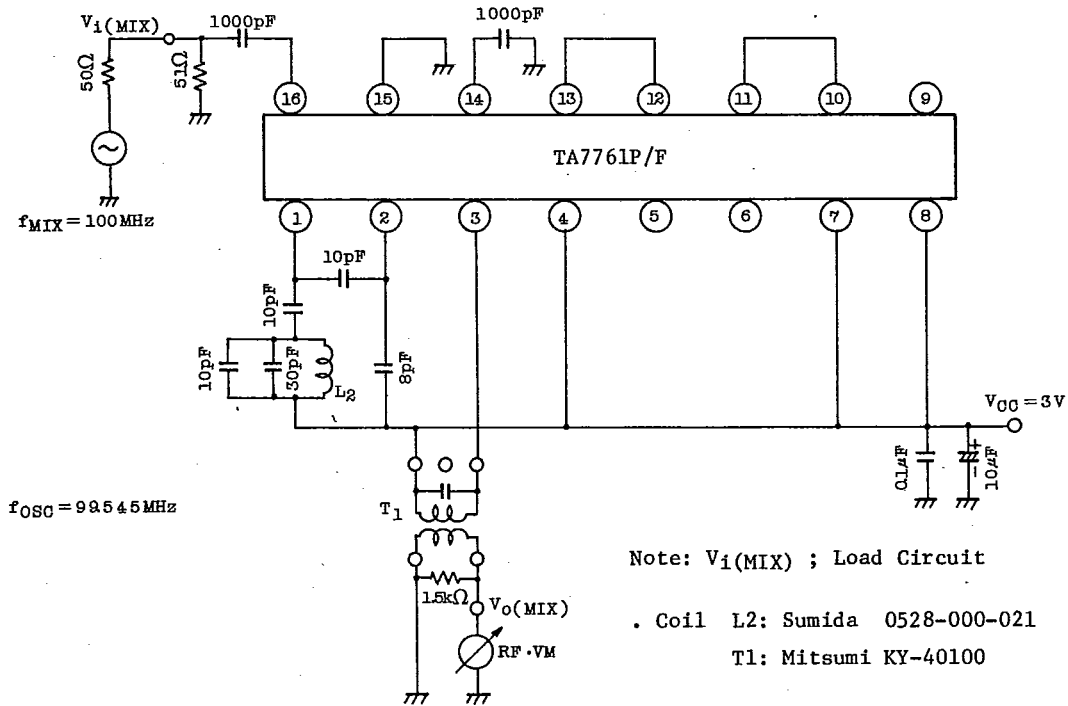 Vi(MIX)
1000pF
1000pF
50Ω
51Ω
16
15
14
13
12
11
10
9
TA7761P/F
fMIX = 100MHz
1
2
3
4
5
6
7
8
10pF
10pF
10pF
30pF
L2
8pF
VCC = 3V
0.1μF
+
-
10μF
fOSC = 99.545MHz
T1
1.5kΩ
Vo(MIX)
RF·VM
Note: Vi(MIX) ; Load Circuit
. Coil L2: Sumida 0528-000-021
T1: Mitsumi KY-40100